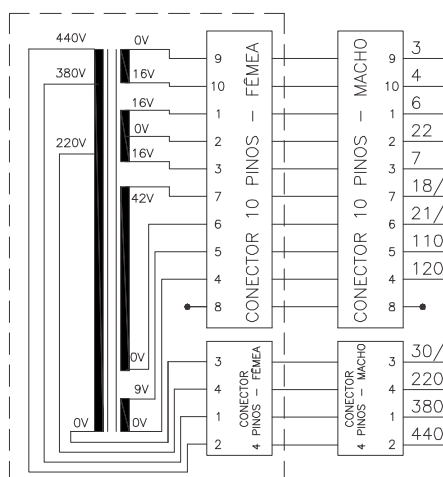 440V
0V
380V
16V
16V
0V
220V
16V
42V
0V
9V
0V
0V
9
10
1
2
3
7
6
5
4
8
CONECTOR 10 PINOS - FÊMEA
9
10
1
2
3
7
6
5
4
8
CONECTOR 10 PINOS - MACHO
3
4
6
22
7
18/
21/
110
120
3
4
1
2
CONECTOR
4 PINOS - FÊMEA
3
4
1
2
CONECTOR
4 PINOS - MACHO
30/
220
380
440